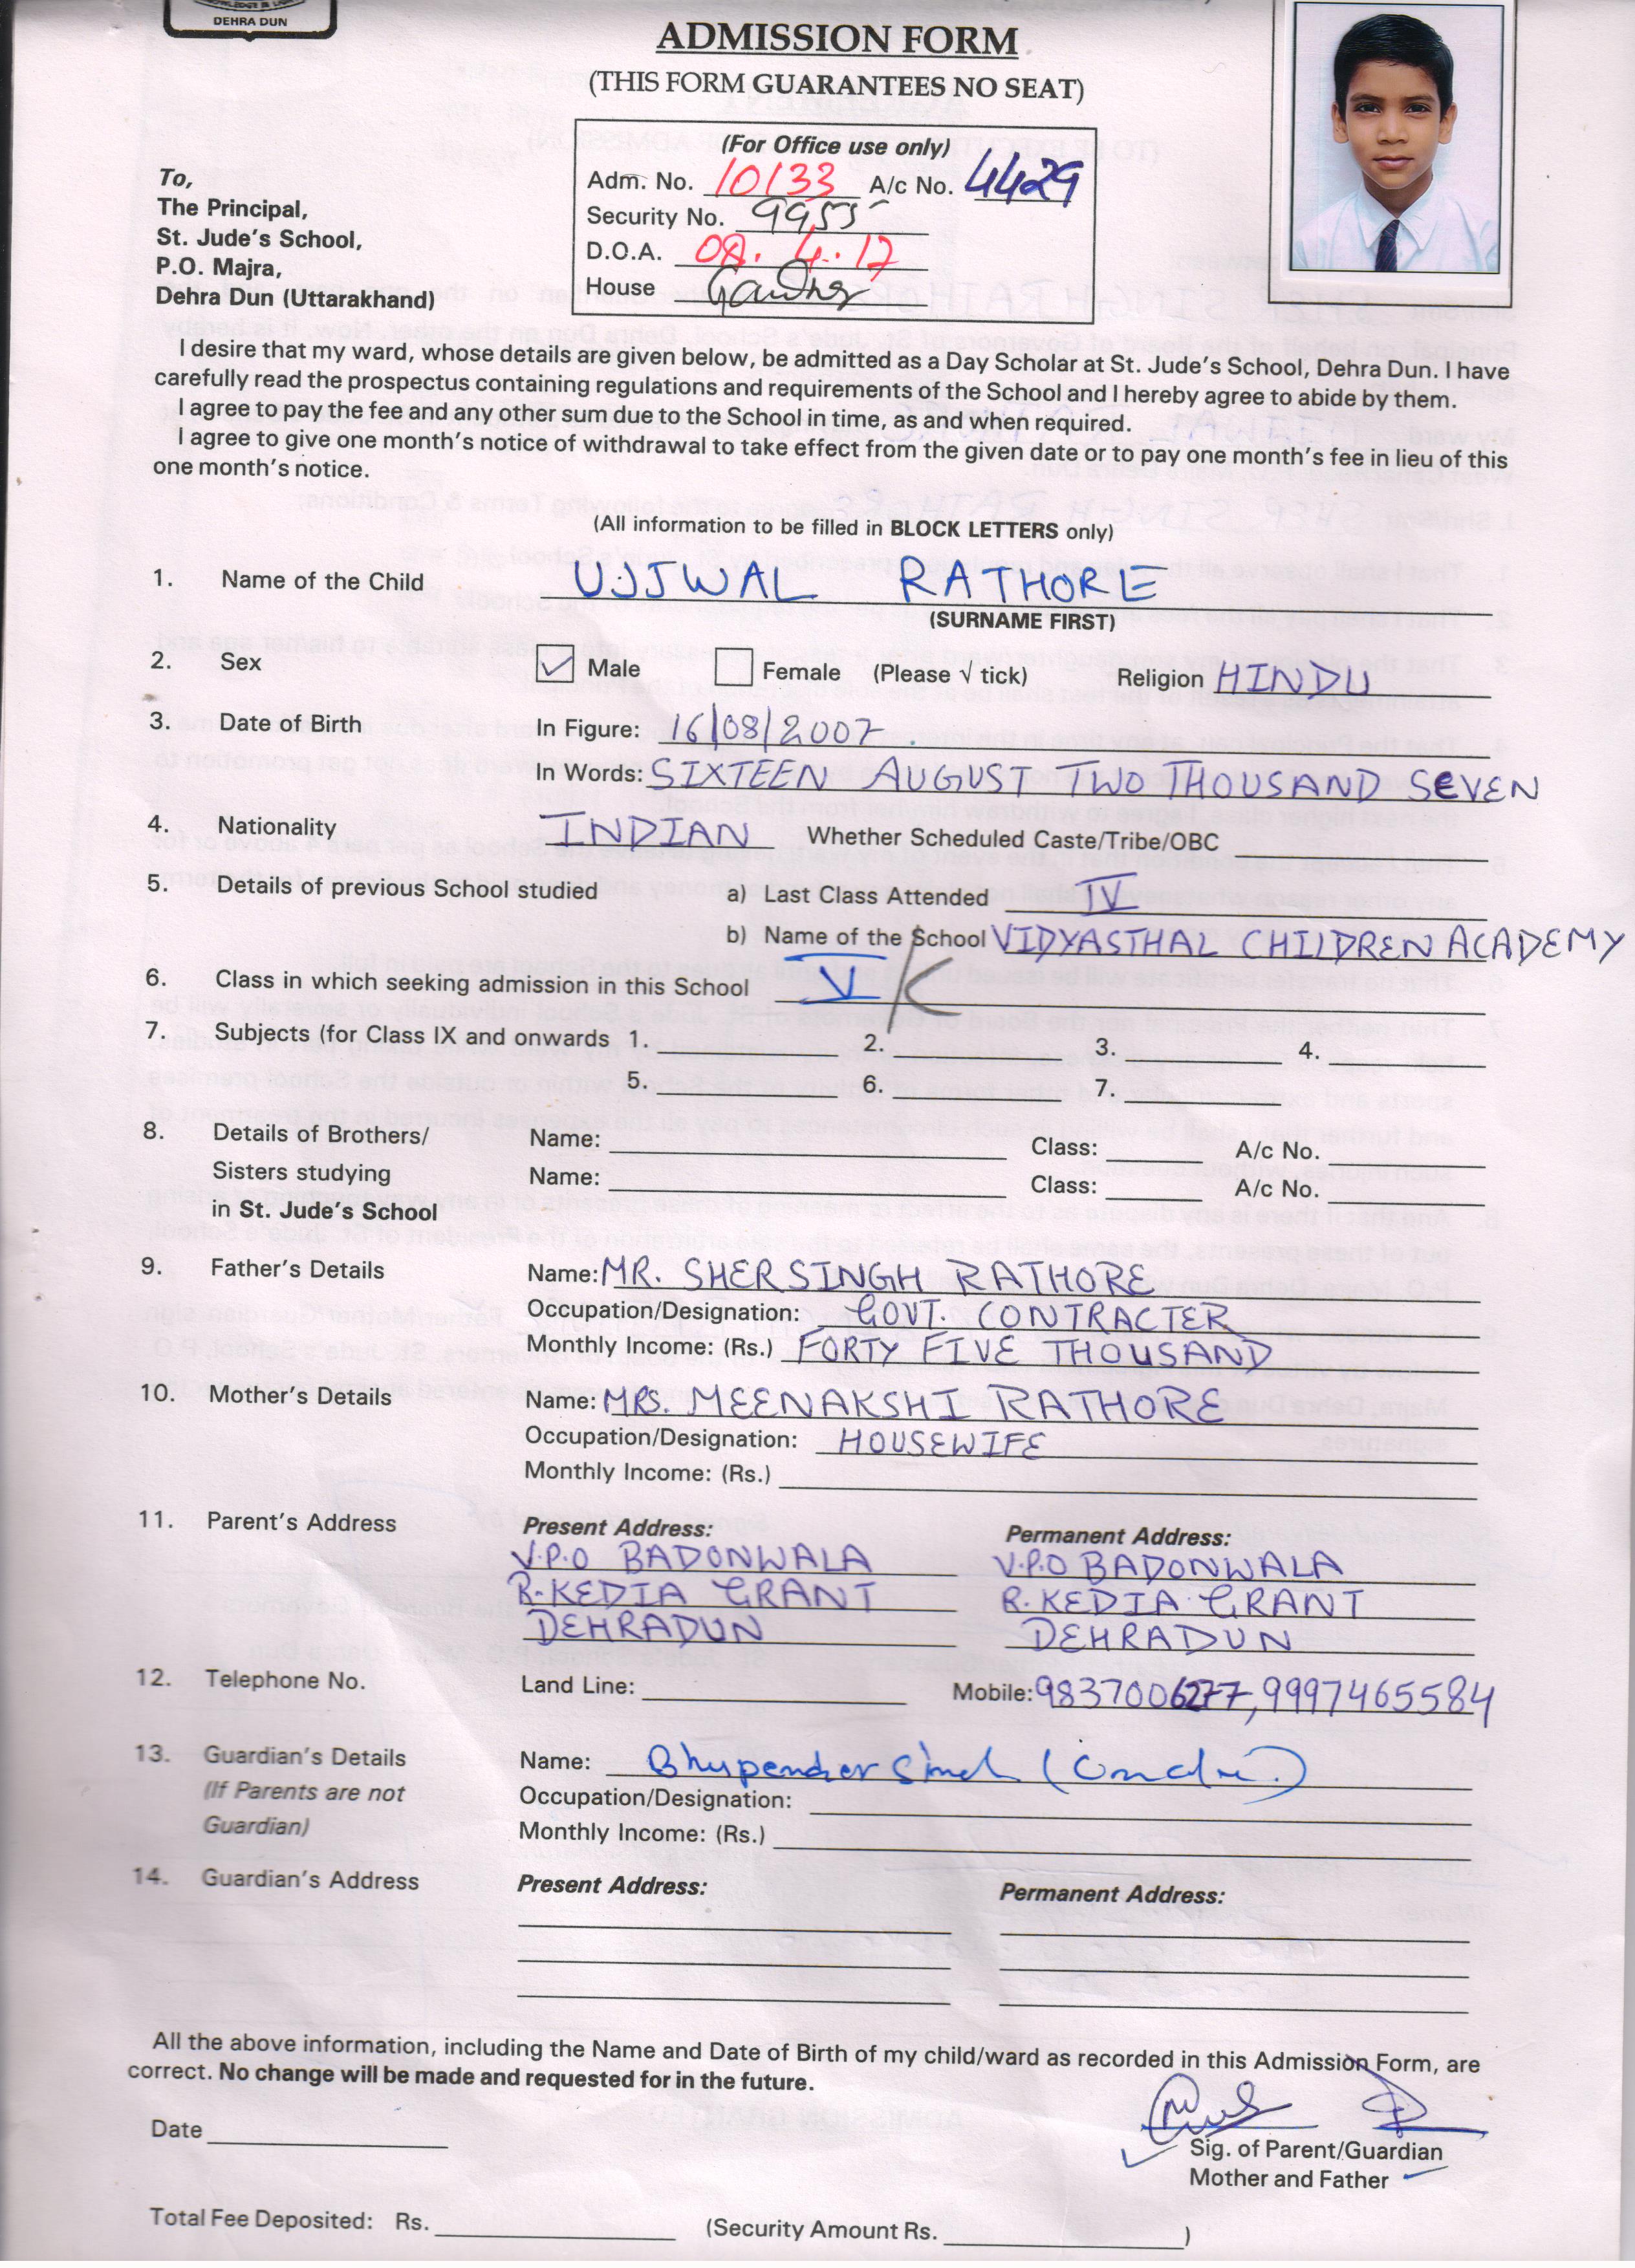 DEHRA DUN
ADMISSION FORM
(THIS FORM GUARANTEES NO SEAT)
(For Office use only)
Adm. No. 10133 A/c No. 4429
Security No. 9955
D.O.A. 08.4.17
House Gandhi
To,
The Principal,
St. Jude's School,
P.O. Majra,
Dehra Dun (Uttarakhand)
I desire that my ward, whose details are given below, be admitted as a Day Scholar at St. Jude's School, Dehra Dun. I have
carefully read the prospectus containing regulations and requirements of the School and I hereby agree to abide by them.
I agree to pay the fee and any other sum due to the School in time, as and when required.
I agree to give one month's notice of withdrawal to take effect from the given date or to pay one month's fee in lieu of this
one month's notice.
(All information to be filled in BLOCK LETTERS only)
1. Name of the Child UJJWAL RATHORE
(SURNAME FIRST)
2. Sex ✓ Male Female (Please √ tick) Religion HINDU
3. Date of Birth In Figure: 16/08/2007
In Words: SIXTEEN AUGUST TWO THOUSAND SEVEN
4. Nationality INDIAN Whether Scheduled Caste/Tribe/OBC
5. Details of previous School studied a) Last Class Attended IV
b) Name of the School VIDYASTHAL CHILDREN ACADEMY
6. Class in which seeking admission in this School V K
7. Subjects (for Class IX and onwards 1. 2. 3. 4.
5. 6. 7.
8. Details of Brothers/ Name: Class: A/c No.
Sisters studying Name: Class: A/c No.
in St. Jude's School
9. Father's Details Name: MR. SHER SINGH RATHORE
Occupation/Designation: GOVT. CONTRACTER
Monthly Income: (Rs.) FORTY FIVE THOUSAND
10. Mother's Details Name: MRS. MEENAKSHI RATHORE
Occupation/Designation: HOUSEWIFE
Monthly Income: (Rs.)
11. Parent's Address Present Address: Permanent Address:
V.P.O BADONWALA V.P.O BADONWALA
R.KEDIA GRANT R.KEDIA GRANT
DEHRADUN DEHRADUN
12. Telephone No. Land Line: Mobile: 9837006277, 9997465584
13. Guardian's Details Name: Bhupender Singh
(If Parents are not Occupation/Designation:
Guardian) Monthly Income: (Rs.)
14. Guardian's Address Present Address: Permanent Address:
All the above information, including the Name and Date of Birth of my child/ward as recorded in this Admission Form, are
correct. No change will be made and requested for in the future.
Date
Sig. of Parent/Guardian
Mother and Father
Total Fee Deposited: Rs. (Security Amount Rs. )